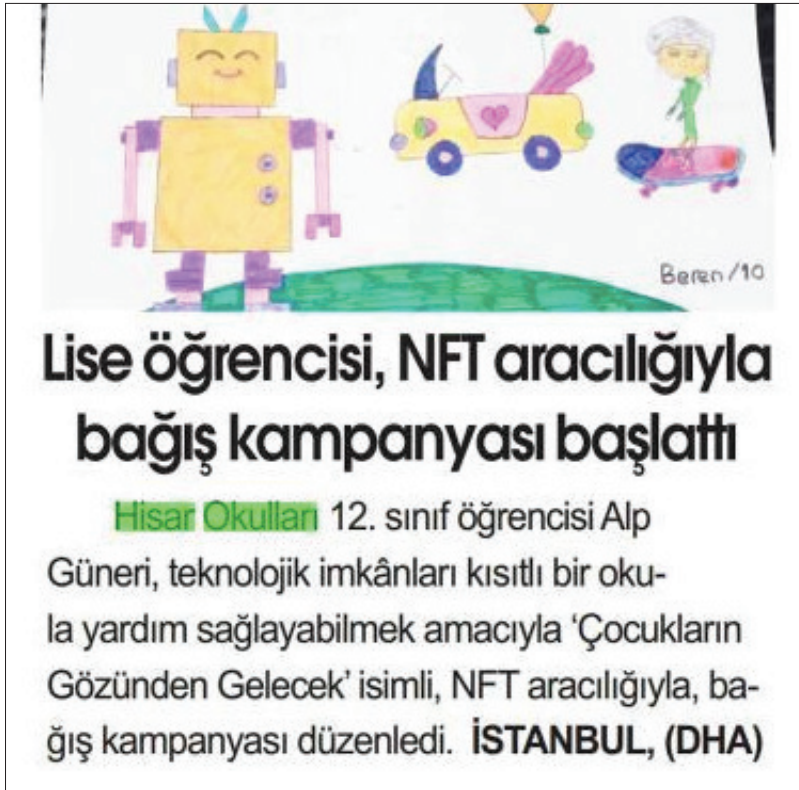 Beren/10
Lise öğrencisi, NFT aracılığıyla
bağış kampanyası başlattı
Hisar Okulları 12. sınıf öğrencisi Alp
Güneri, teknolojik imkânları kısıtlı bir oku-
la yardım sağlayabilmek amacıyla ‘Çocukların
Gözünden Gelecek’ isimli, NFT aracılığıyla, ba-
ğış kampanyası düzenledi. İSTANBUL, (DHA)